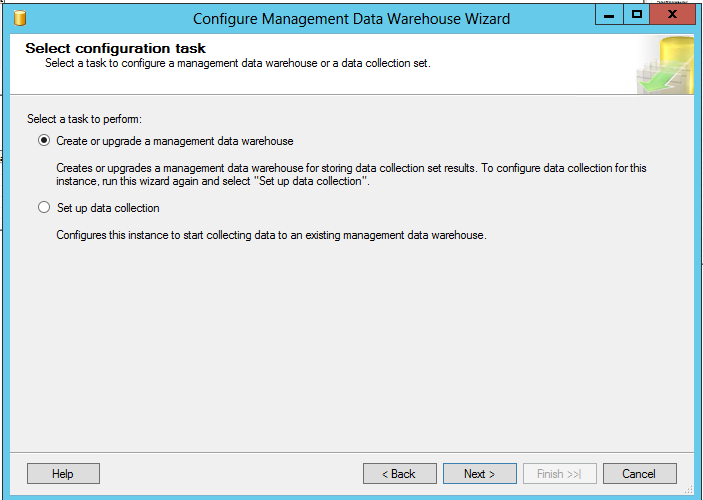 Configure Management Data Warehouse Wizard
Select configuration task
Select a task to configure a management data warehouse or a data collection set.
Select a task to perform:
Create or upgrade a management data warehouse
Creates or upgrades a management data warehouse for storing data collection set results. To configure data collection for this
instance, run this wizard again and select "Set up data collection".
Set up data collection
Configures this instance to start collecting data to an existing management data warehouse.
Help
< Back
Next >
Finish >>|
Cancel